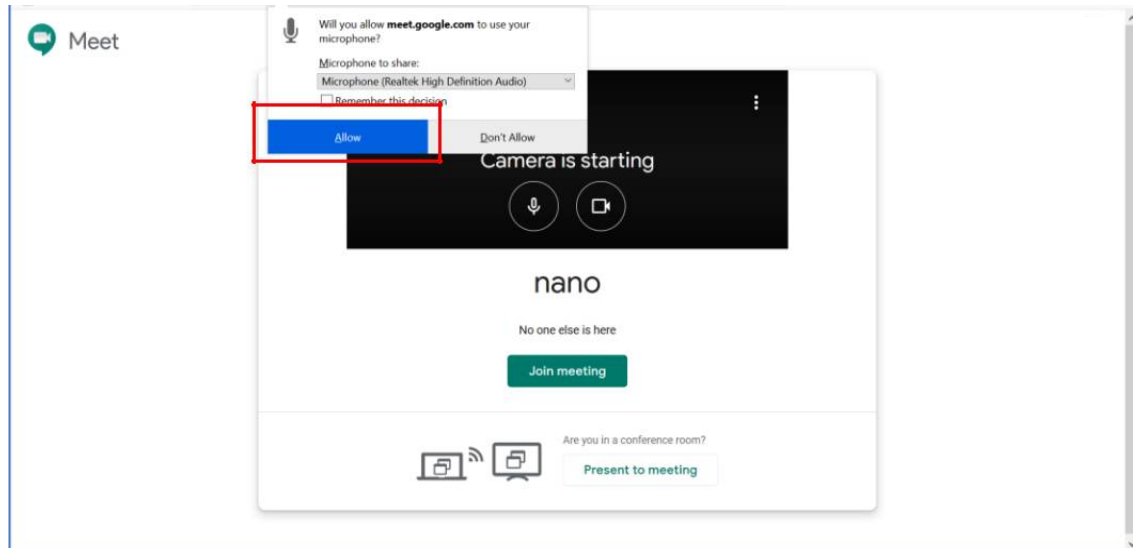 Meet
Will you allow meet.google.com to use your
microphone?
Microphone to share:
Microphone (Realtek High Definition Audio)
Remember this decision
Allow
Don't Allow
Camera is starting
nano
No one else is here
Join meeting
Are you in a conference room?
Present to meeting